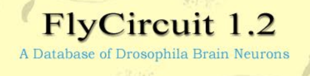 FlyCircuit 1.2
A Database of Drosophila Brain Neurons